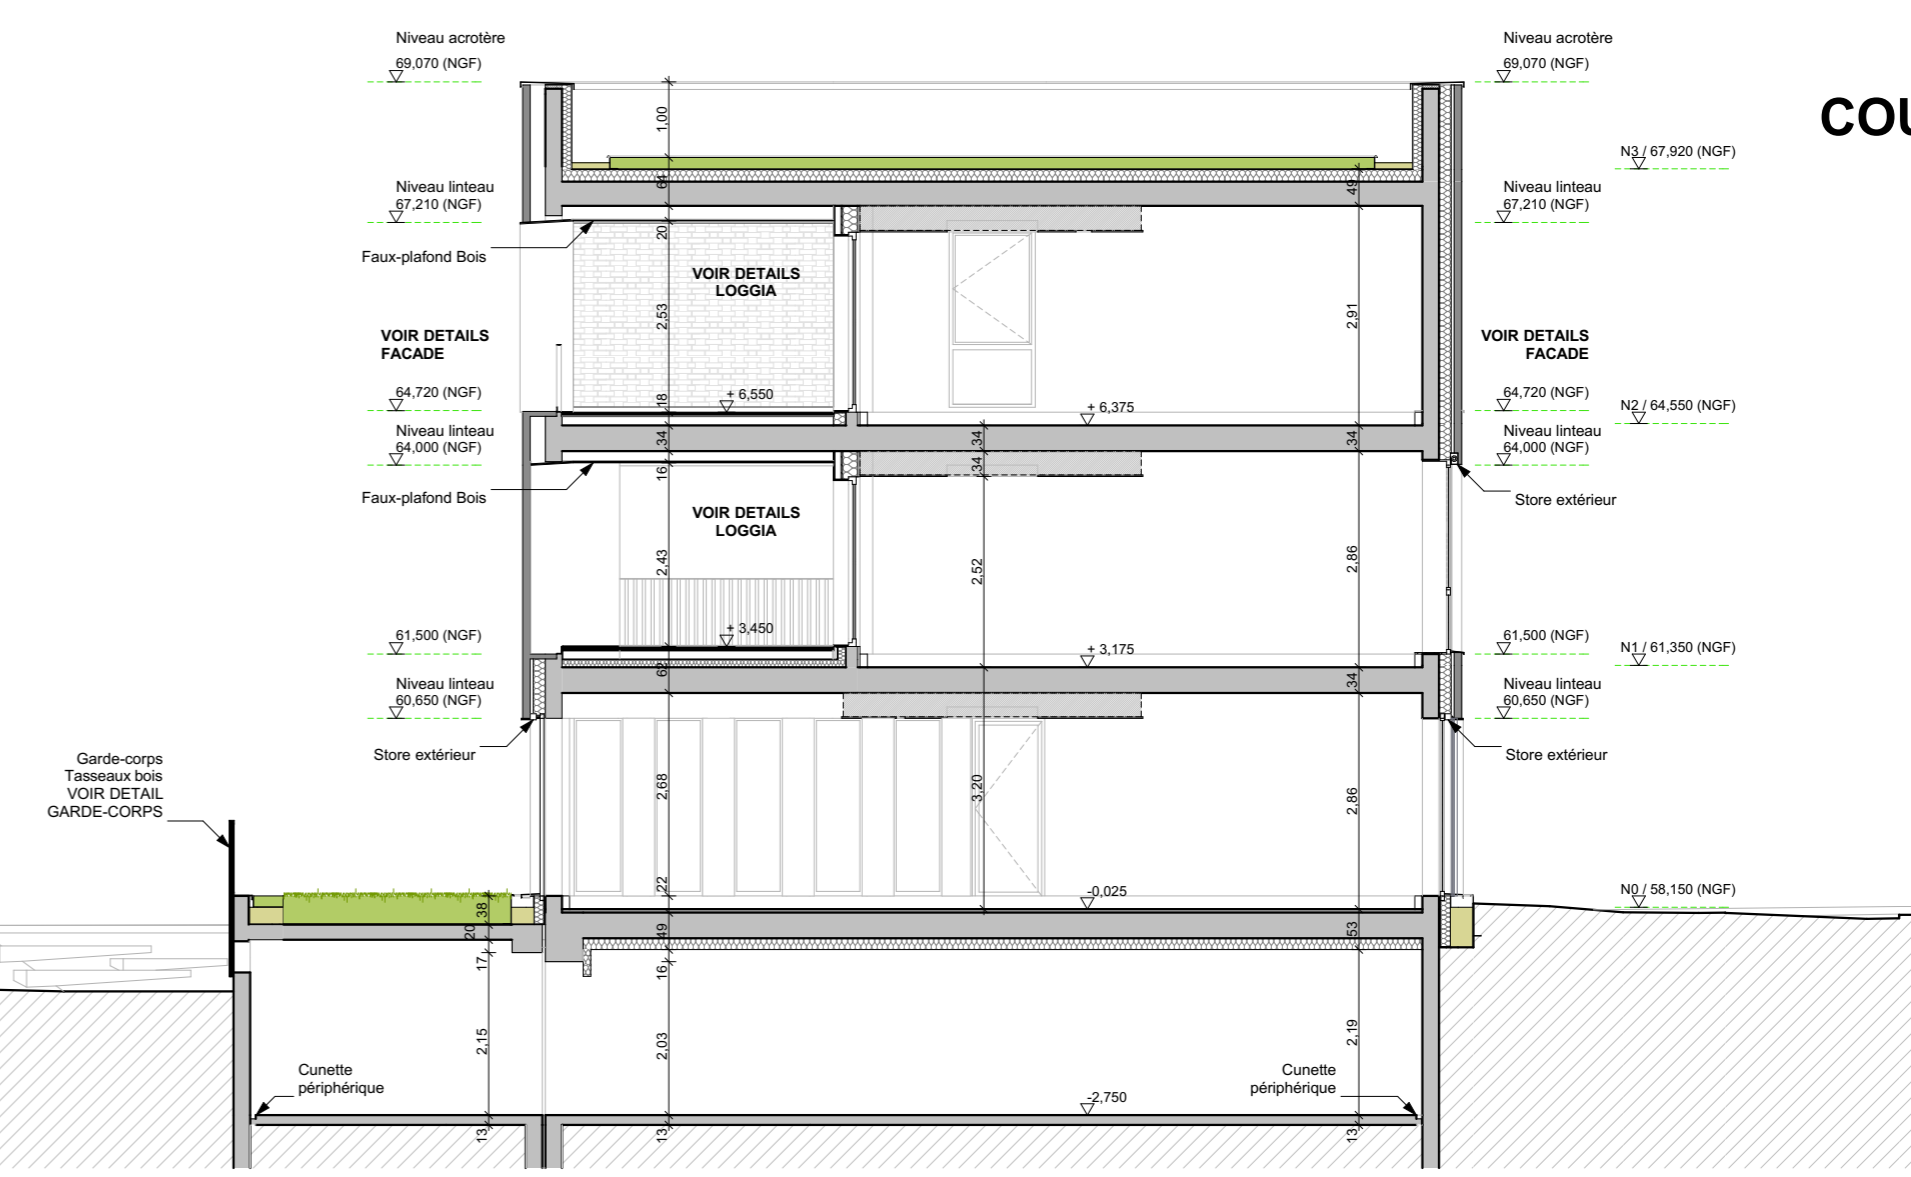 Niveau acrotère
69,070 (NGF)
Niveau acrotère
69,070 (NGF)
COU
1,00
N3 / 67,920 (NGF)
64
49
Niveau linteau
67,210 (NGF)
Niveau linteau
67,210 (NGF)
20
Faux-plafond Bois
VOIR DETAILS
LOGGIA
2,53
2,91
VOIR DETAILS
FACADE
VOIR DETAILS
FACADE
64,720 (NGF)
18
+ 6,550
+ 6,375
64,720 (NGF)
N2 / 64,550 (NGF)
Niveau linteau
64,000 (NGF)
34
34
34
Niveau linteau
64,000 (NGF)
16
34
Faux-plafond Bois
Store extérieur
VOIR DETAILS
LOGGIA
2,43
2,52
2,86
61,500 (NGF)
+ 3,450
+ 3,175
61,500 (NGF)
N1 / 61,350 (NGF)
62
34
Niveau linteau
60,650 (NGF)
Niveau linteau
60,650 (NGF)
Store extérieur
Store extérieur
Garde-corps
Tasseaux bois
VOIR DETAIL
GARDE-CORPS
2,68
3,20
2,86
22
-0,025
N0 / 58,150 (NGF)
38
20
49
53
17
16
2,15
2,03
2,19
Cunette
périphérique
Cunette
périphérique
-2,750
13
13
13